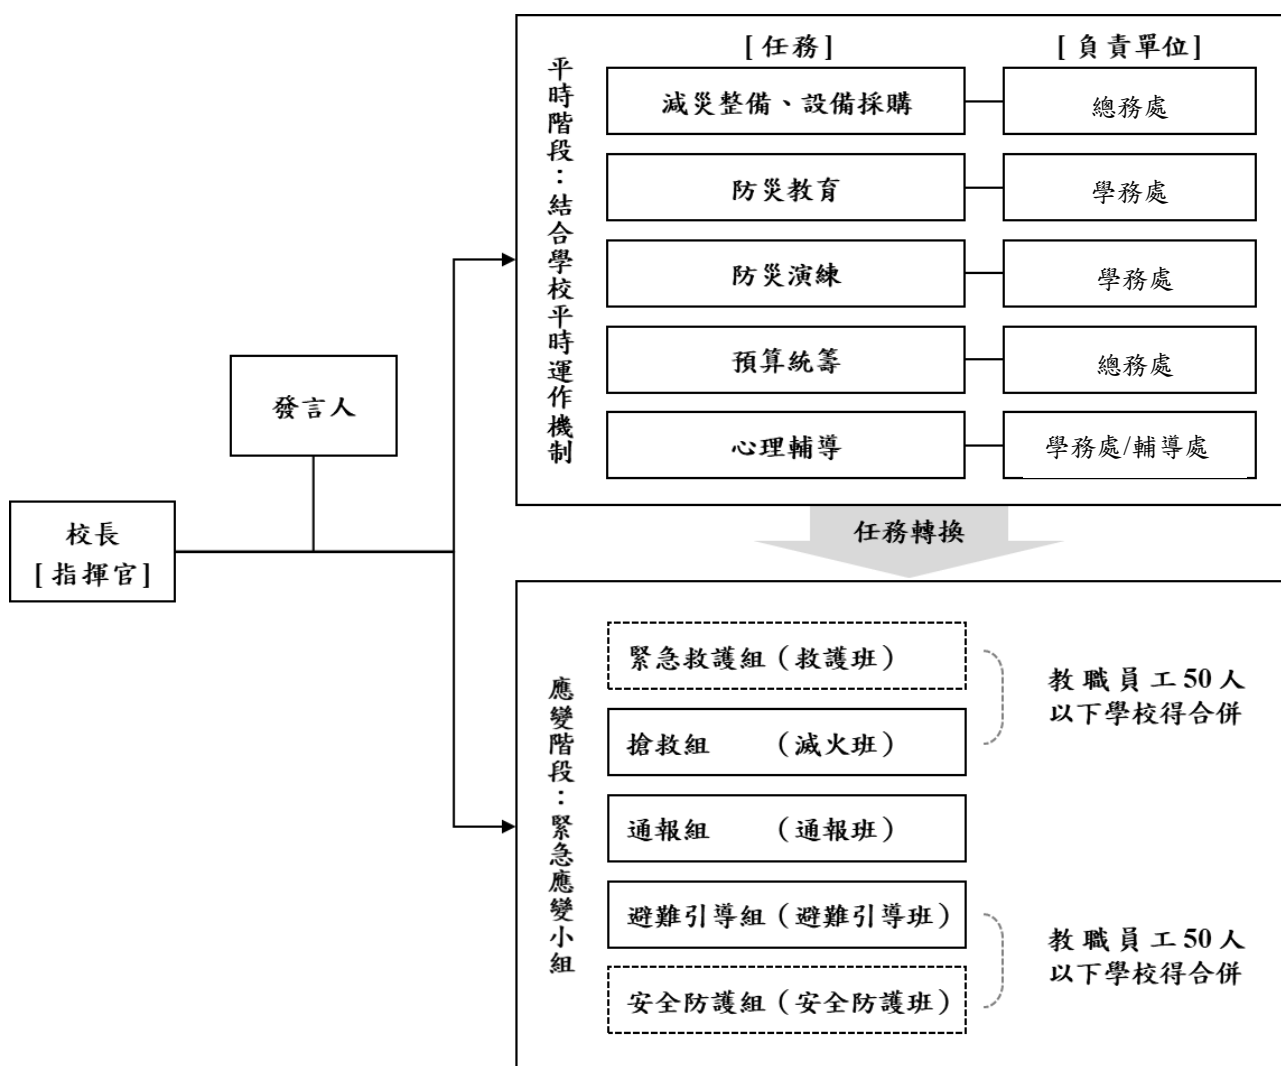 [任務]
[負責單位]
平時階段：結合學校平時運作機制
減災整備、設備採購
總務處
防災教育
學務處
防災演練
學務處
預算統籌
總務處
心理輔導
學務處/輔導處
發言人
校長
[指揮官]
任務轉換
應變階段：緊急應變小組
緊急救護組（救護班）
搶救組　　（滅火班）
教職員工50人
以下學校得合併
通報組　　（通報班）
避難引導組（避難引導班）
安全防護組（安全防護班）
教職員工50人
以下學校得合併